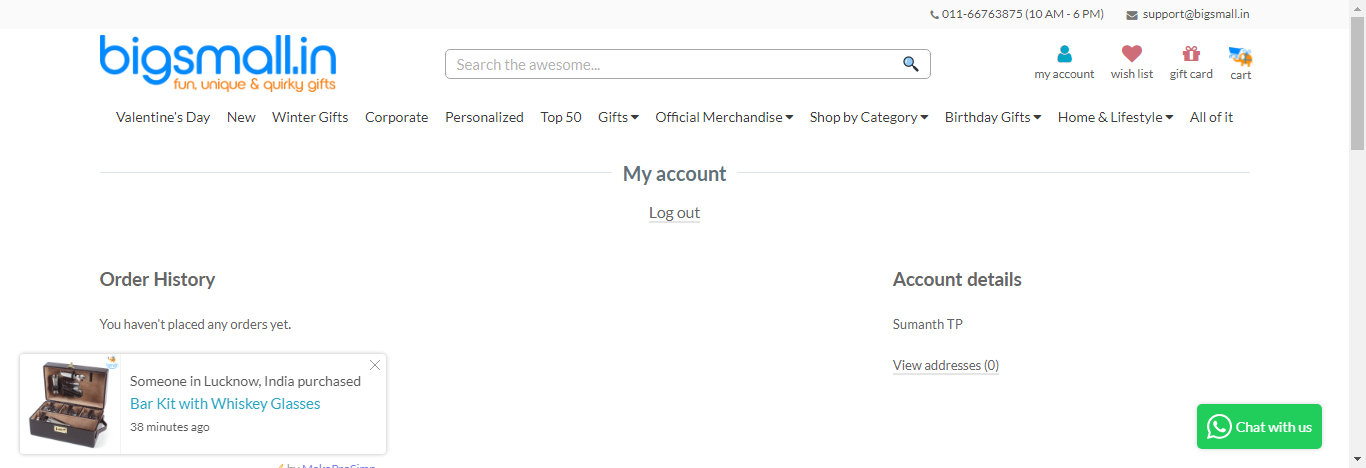 011-66763875 (10 AM - 6 PM) support@bigsmall.in
bigsmall.in
fun, unique & quirky gifts
Search the awesome...
my account wish list gift card cart
Valentine's Day New Winter Gifts Corporate Personalized Top 50 Gifts Official Merchandise Shop by Category Birthday Gifts Home & Lifestyle All of it
My account
Log out
Order History
You haven't placed any orders yet.
Account details
Sumanth TP
View addresses (0)
Someone in Lucknow, India purchased
Bar Kit with Whiskey Glasses
38 minutes ago
Chat with us
by